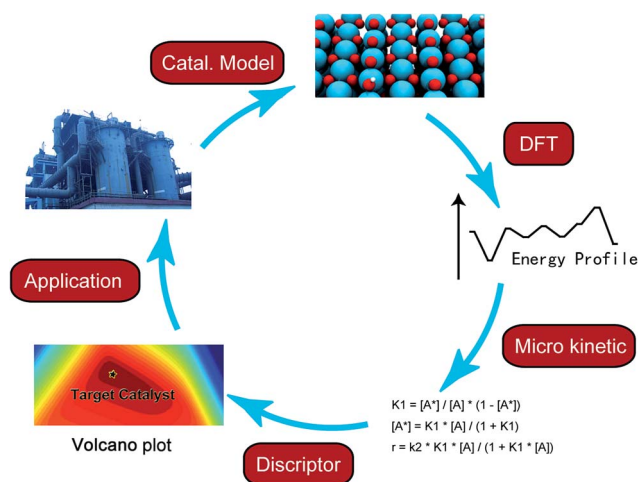 Catal. Model
DFT
Energy Profile
Micro kinetic
K1 = [A*] / [A] * (1 - [A*])
[A*] = K1 * [A] / (1 + K1)
r = k2 * K1 * [A] / (1 + K1 * [A])
Discriptor
Target Catalyst
Volcano plot
Application